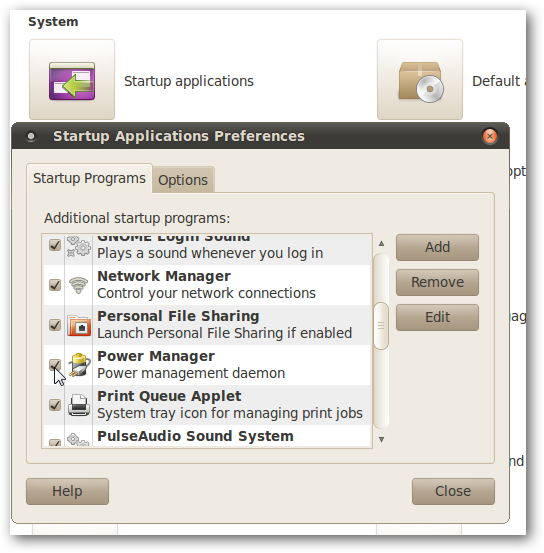 System
Startup applications
Default a
Startup Applications Preferences
Startup Programs
Options
Additional startup programs:
GNOME Login Sound
Plays a sound whenever you log in
Network Manager
Control your network connections
Personal File Sharing
Launch Personal File Sharing if enabled
Power Manager
Power management daemon
Print Queue Applet
System tray icon for managing print jobs
PulseAudio Sound System
Add
Remove
Edit
Help
Close